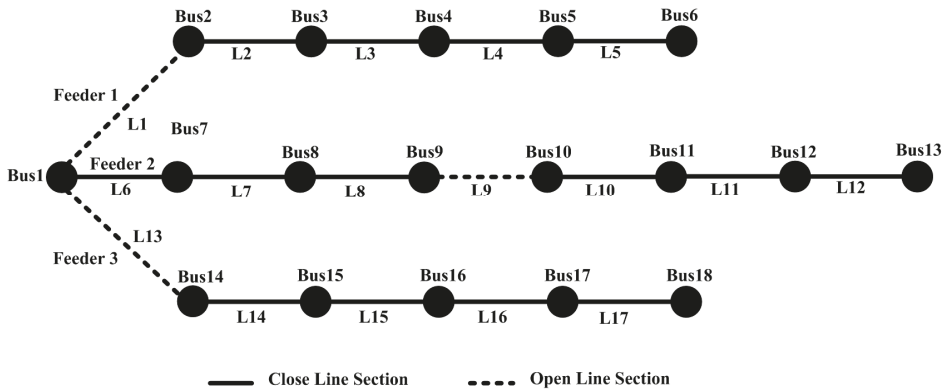 Bus2 Bus3 Bus4 Bus5 Bus6
L2 L3 L4 L5
Feeder 1
L1
Bus7
Bus1 Feeder 2 Bus8 Bus9 Bus10 Bus11 Bus12 Bus13
L6 L7 L8 L9 L10 L11 L12
L13
Feeder 3
Bus14 Bus15 Bus16 Bus17 Bus18
L14 L15 L16 L17
Close Line Section Open Line Section